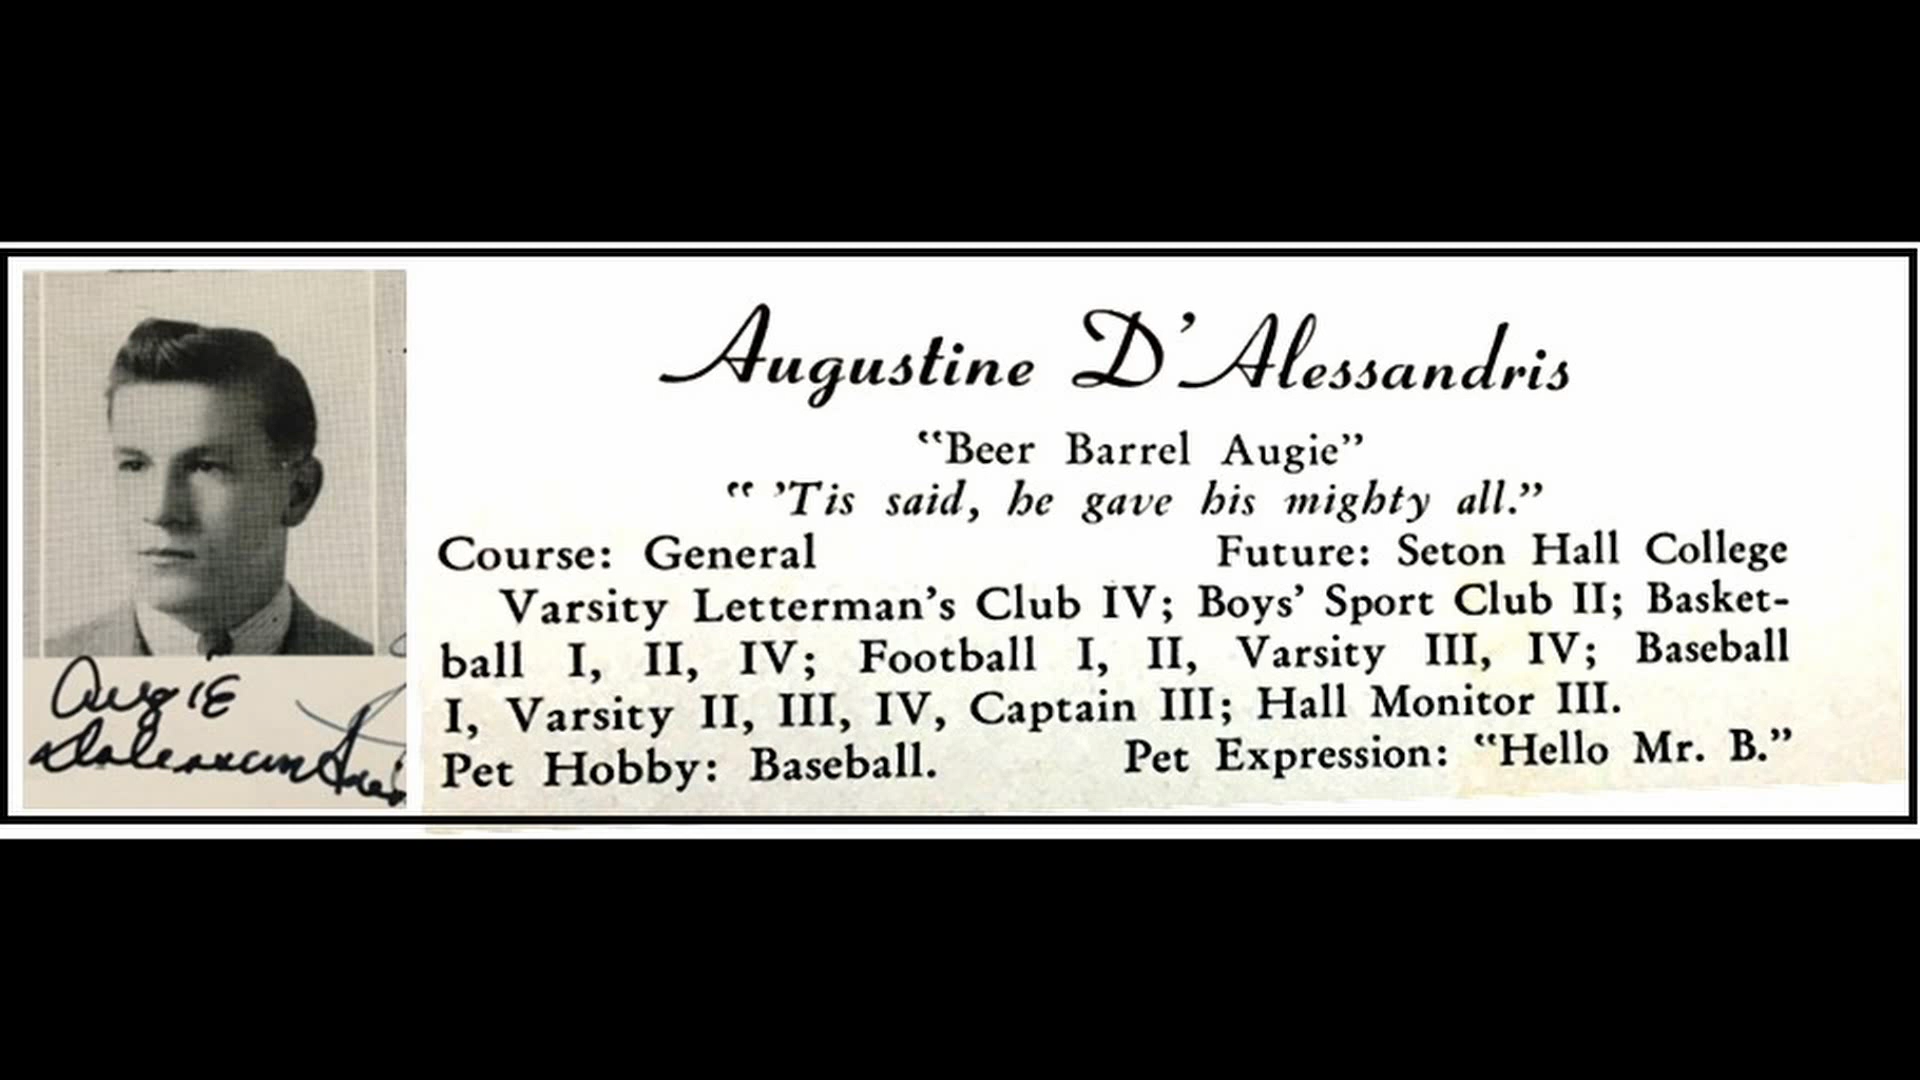 Augustine D'Alessandris
"Beer Barrel Augie"
" 'Tis said, he gave his mighty all."
Course: General Future: Seton Hall College
Varsity Letterman's Club IV; Boys' Sport Club II; Basket-
ball I, II, IV; Football I, II, Varsity III, IV; Baseball
I, Varsity II, III, IV, Captain III; Hall Monitor III.
Pet Hobby: Baseball. Pet Expression: "Hello Mr. B."
Augie